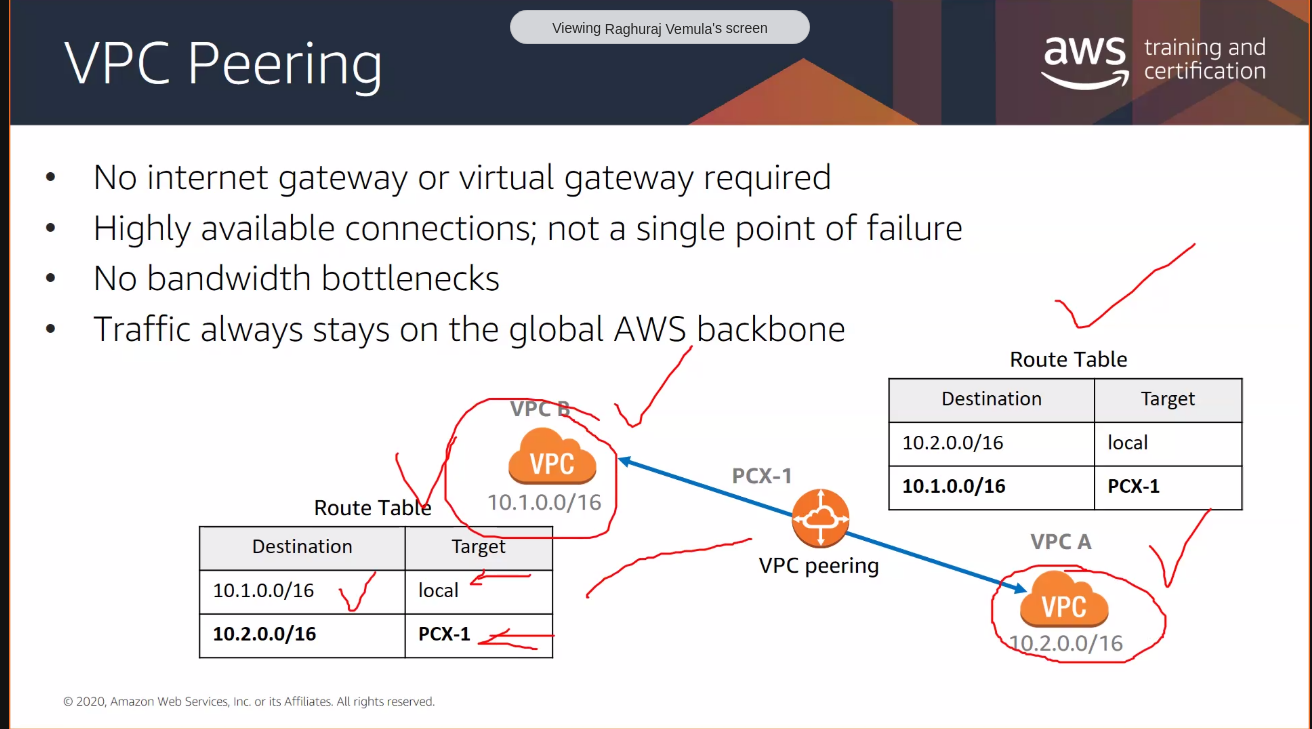 Viewing Raghuraj Vemula's screen
VPC Peering
aws training and certification
• No internet gateway or virtual gateway required
• Highly available connections; not a single point of failure
• No bandwidth bottlenecks
• Traffic always stays on the global AWS backbone
Route Table
Destination Target
10.2.0.0/16 local
10.1.0.0/16 PCX-1
VPC B
VPC
10.1.0.0/16
PCX-1
VPC peering
Route Table
Destination Target
10.1.0.0/16 local
10.2.0.0/16 PCX-1
VPC A
VPC
10.2.0.0/16
© 2020, Amazon Web Services, Inc. or its Affiliates. All rights reserved.